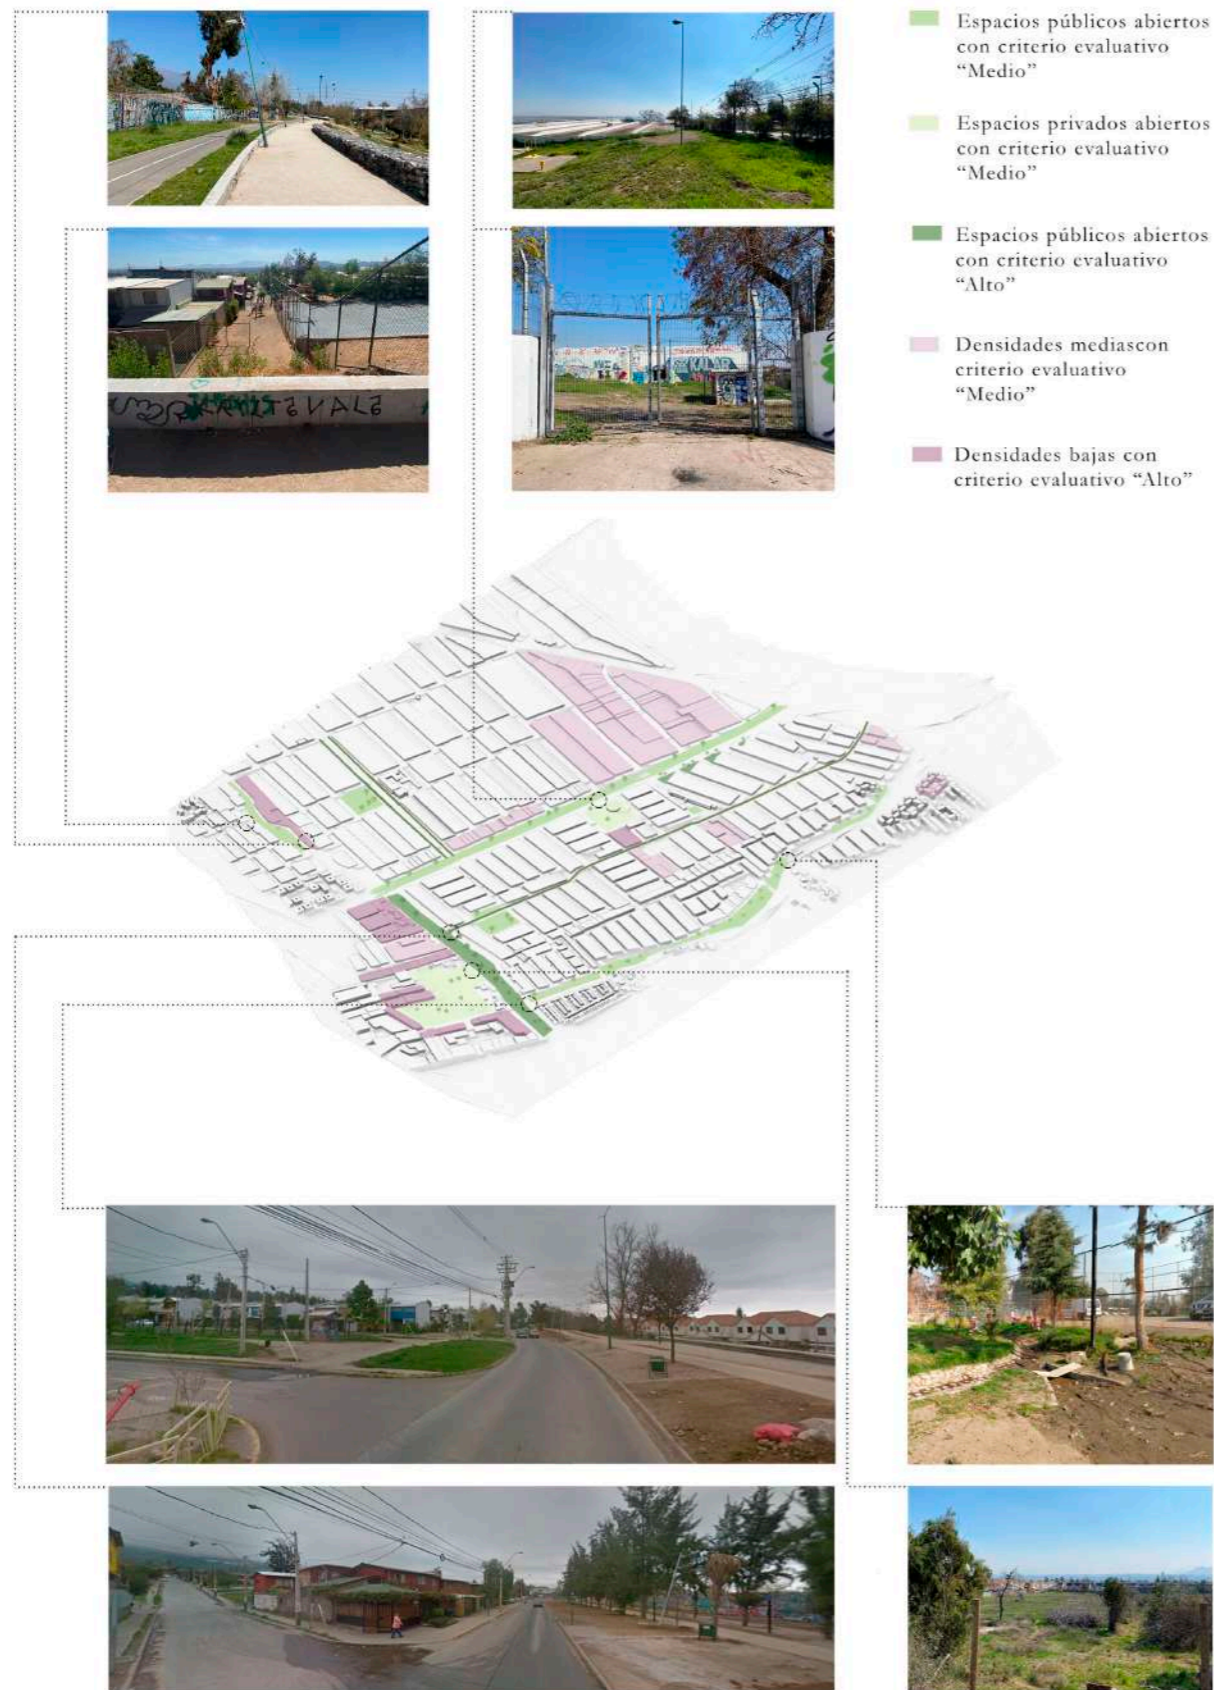 Espacios públicos abiertos
con criterio evaluativo
“Medio”
Espacios privados abiertos
con criterio evaluativo
“Medio”
Espacios públicos abiertos
con criterio evaluativo
“Alto”
Densidades mediascon
criterio evaluativo
“Medio”
Densidades bajas con
criterio evaluativo “Alto”